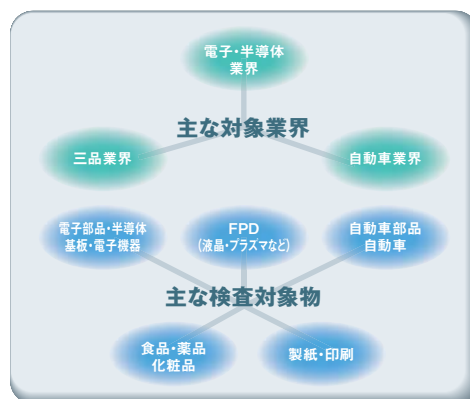 電子・半導体
業界
主な対象業界
三品業界
自動車業界
電子部品・半導体
基板・電子機器
FPD
(液晶・プラズマなど)
自動車部品
自動車
主な検査対象物
食品・薬品
化粧品
製紙・印刷